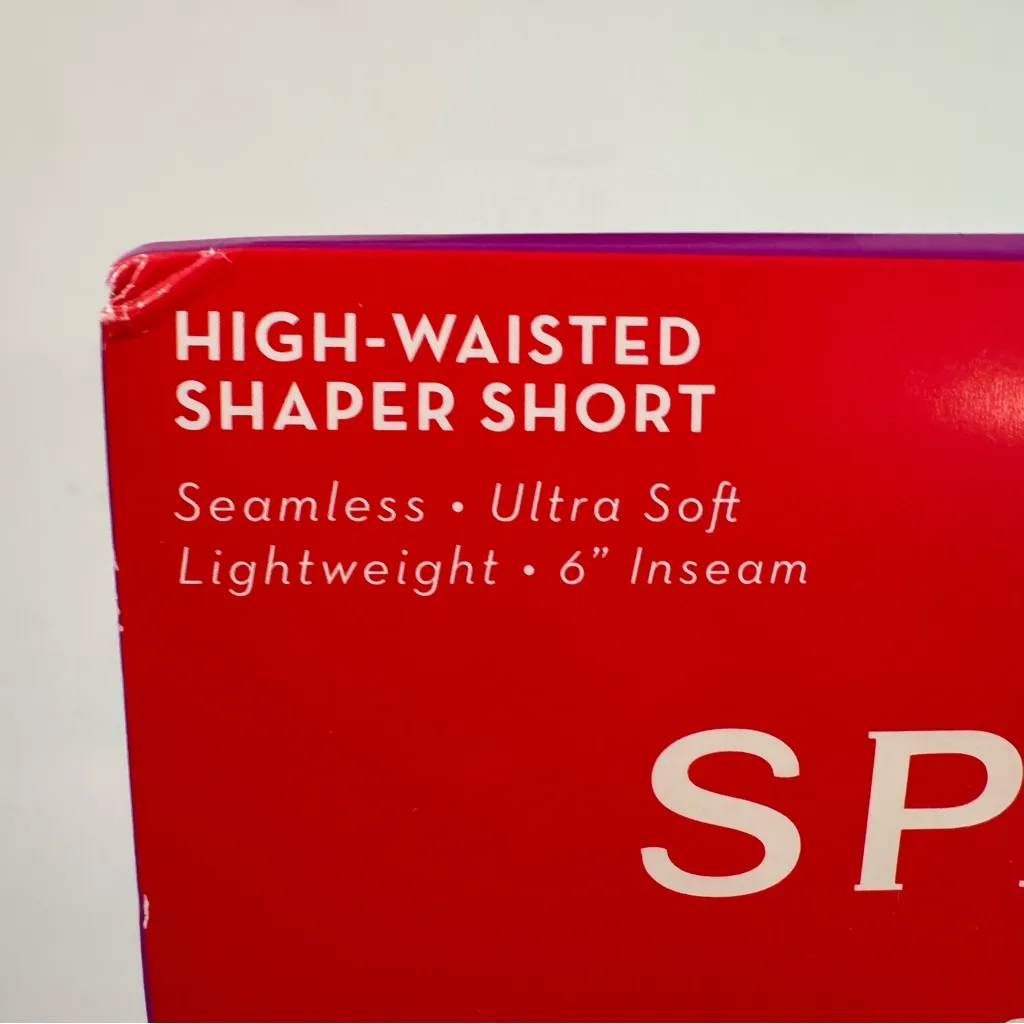 HIGH-WAISTED
SHAPER SHORT
Seamless • Ultra Soft
Lightweight • 6” Inseam
SP